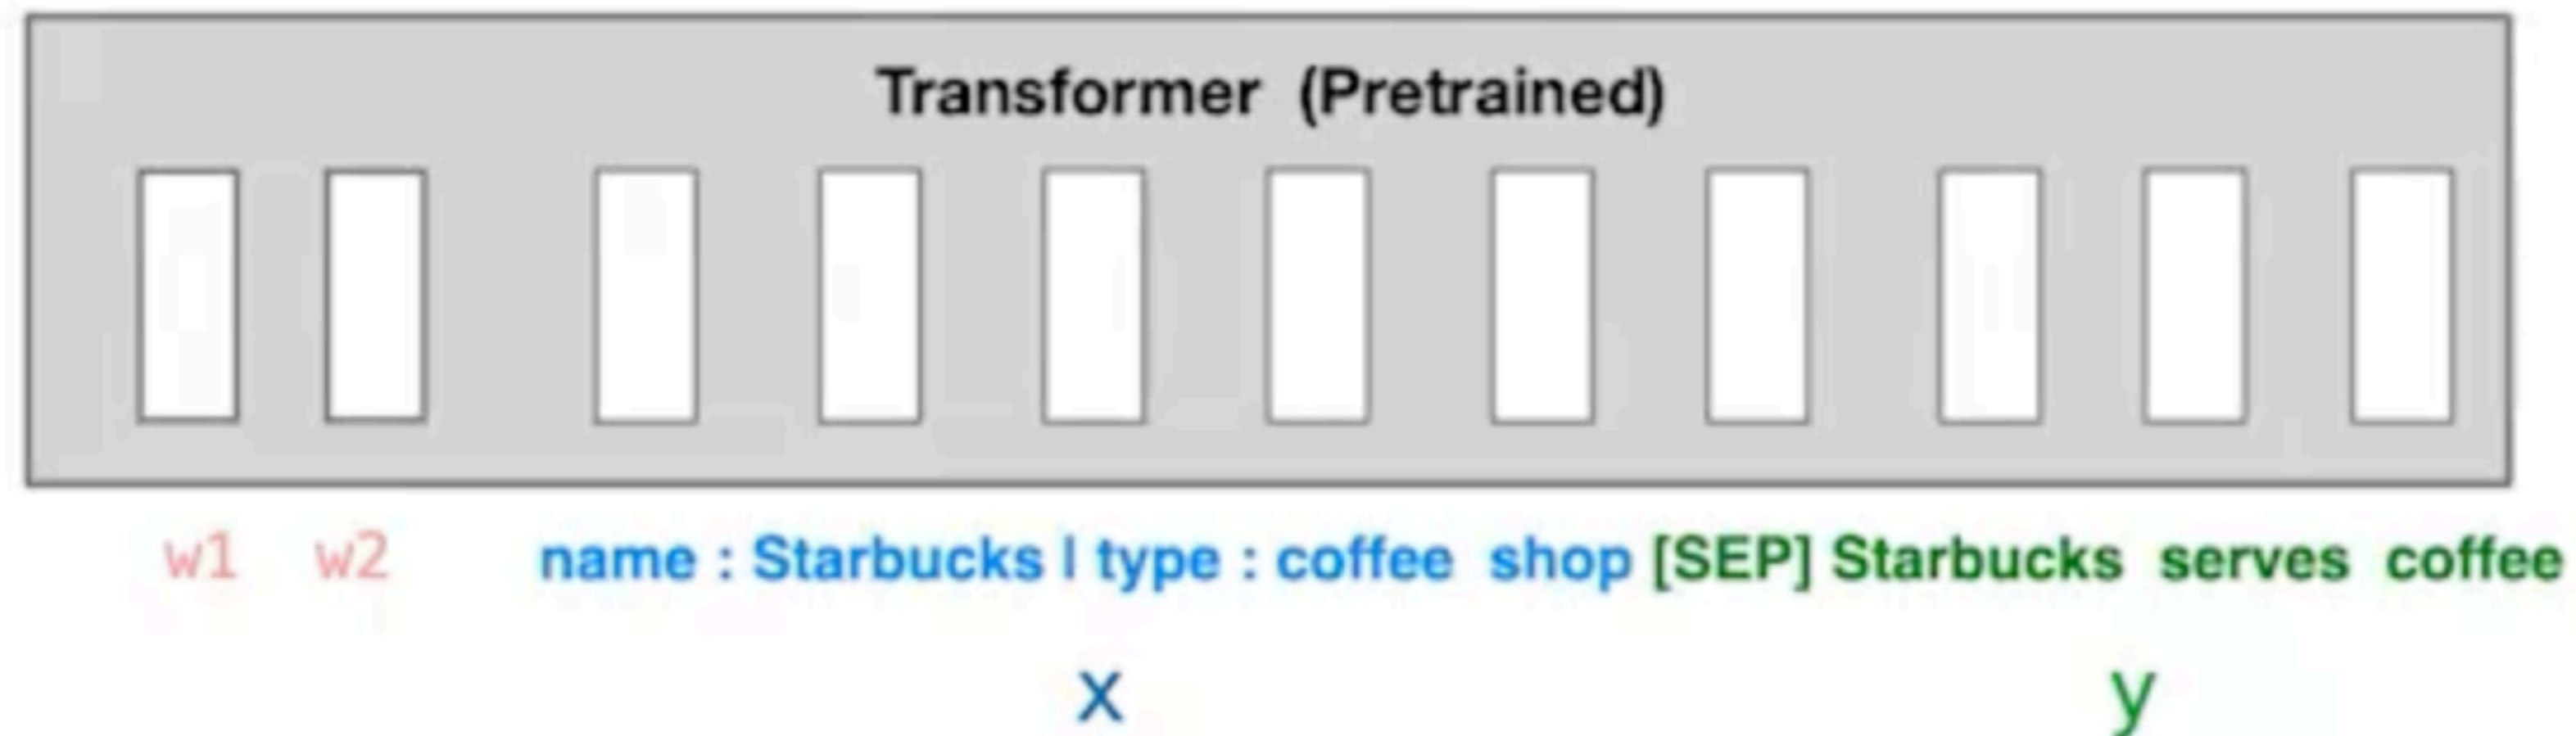 Transformer (Pretrained)
w1 w2 name : Starbucks | type : coffee shop [SEP] Starbucks serves coffee
x y